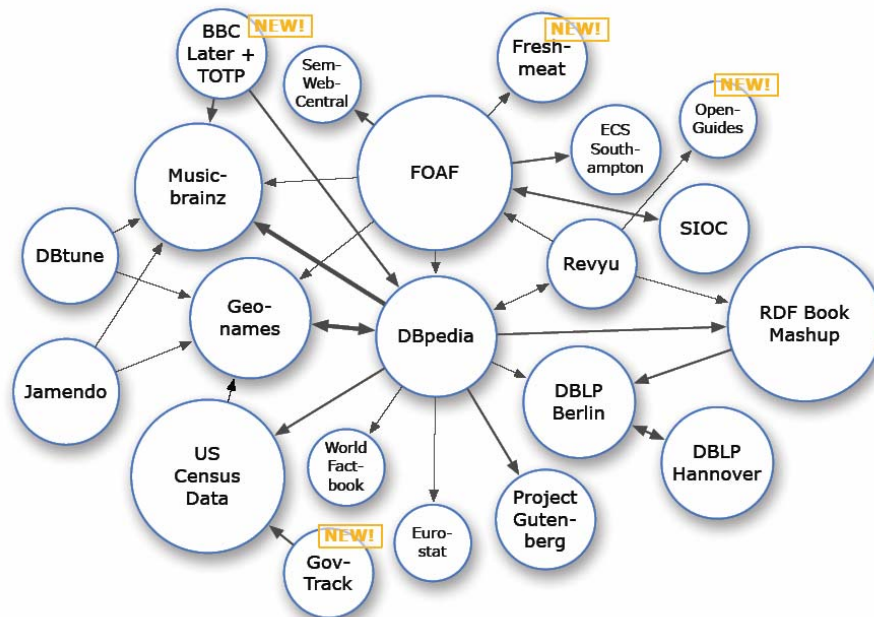 BBC
Later +
TOTP
NEW!
Sem-
Web-
Central
Fresh-
meat
NEW!
Open-
Guides
NEW!
Music-
brainz
FOAF
ECS
South-
ampton
SIOC
DBtune
Revyu
Geo-
names
DBpedia
RDF Book
Mashup
Jamendo
DBLP
Berlin
US
Census
Data
World
Fact-
book
DBLP
Hannover
Project
Guten-
berg
Euro-
stat
NEW!
Gov-
Track